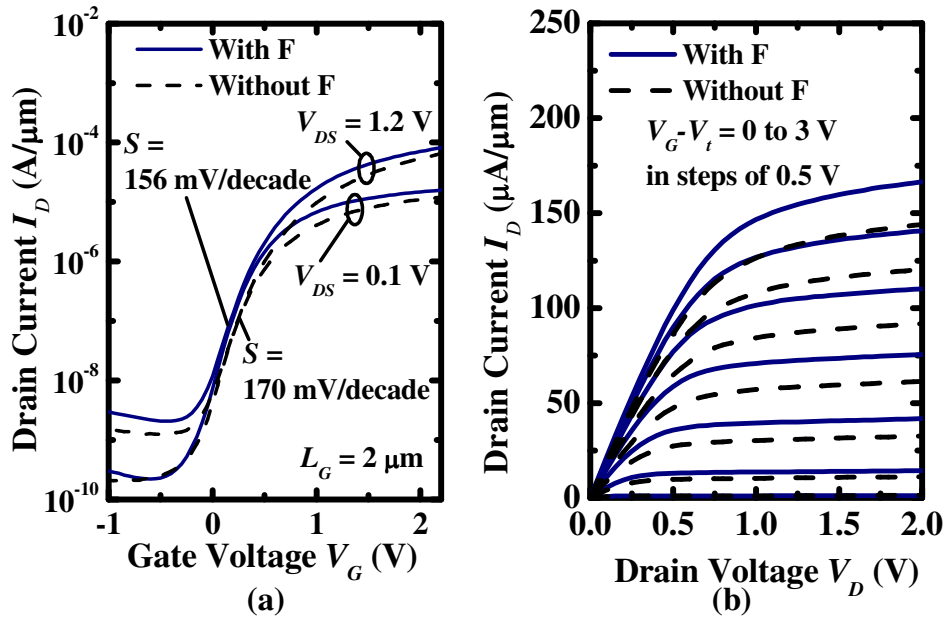 10^-2
10^-4
10^-6
10^-8
10^-10
Drain Current I_D (A/μm)
With F
Without F
V_DS = 1.2 V
S =
156 mV/decade
V_DS = 0.1 V
S =
170 mV/decade
L_G = 2 μm
-1 0 1 2
Gate Voltage V_G (V)
(a)
250
200
150
100
50
0
Drain Current I_D (μA/μm)
With F
Without F
V_G-V_t = 0 to 3 V
in steps of 0.5 V
0.0 0.5 1.0 1.5 2.0
Drain Voltage V_D (V)
(b)